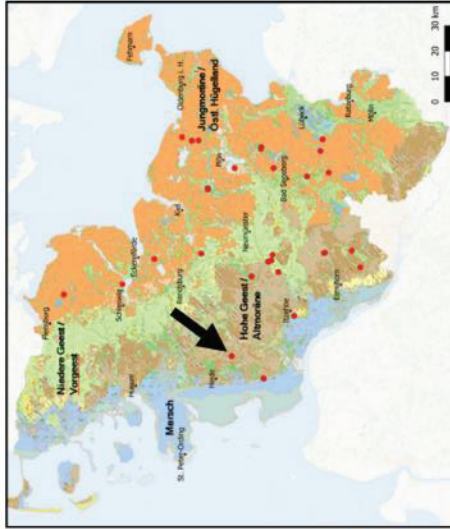 Flensburg
Niedere Geest /
Vorgeest
Schleswig
Fehmarn
Eckernförde
Husum
Kiel
Oldenburg i. H.
Rendsburg
Jungmoräne /
Östl. Hügelland
St. Peter-Ording
Heide
Plön
Marsch
Neumünster
Hohe Geest /
Altmoräne
Bad Segeberg
Itzehoe
Lübeck
Elmshorn
Ratzeburg
Mölln
0 10 20 30 km